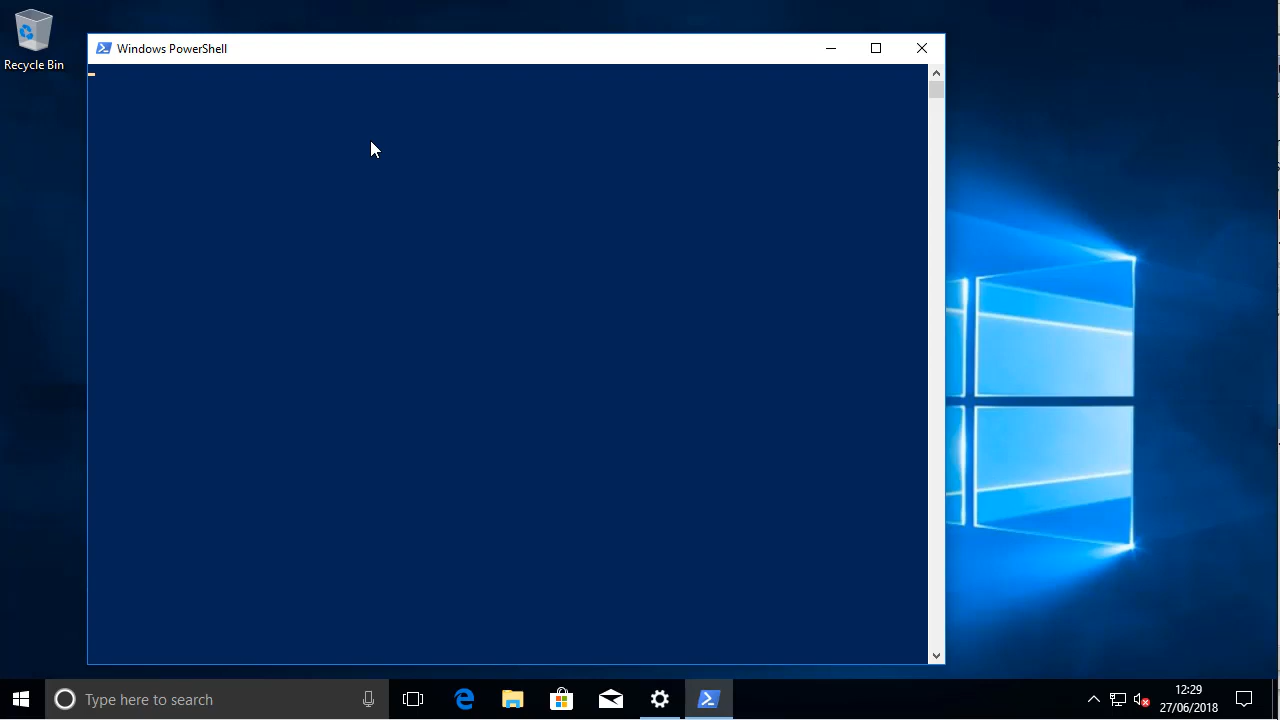 Recycle Bin
Windows PowerShell
Type here to search
12:29
27/06/2018